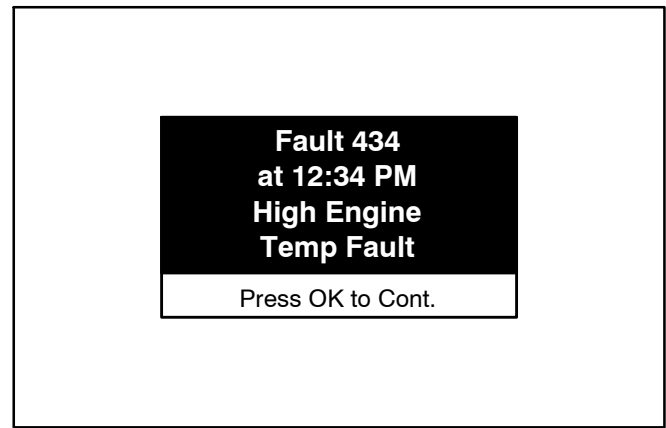 Fault 434
at 12:34 PM
High Engine
Temp Fault
Press OK to Cont.